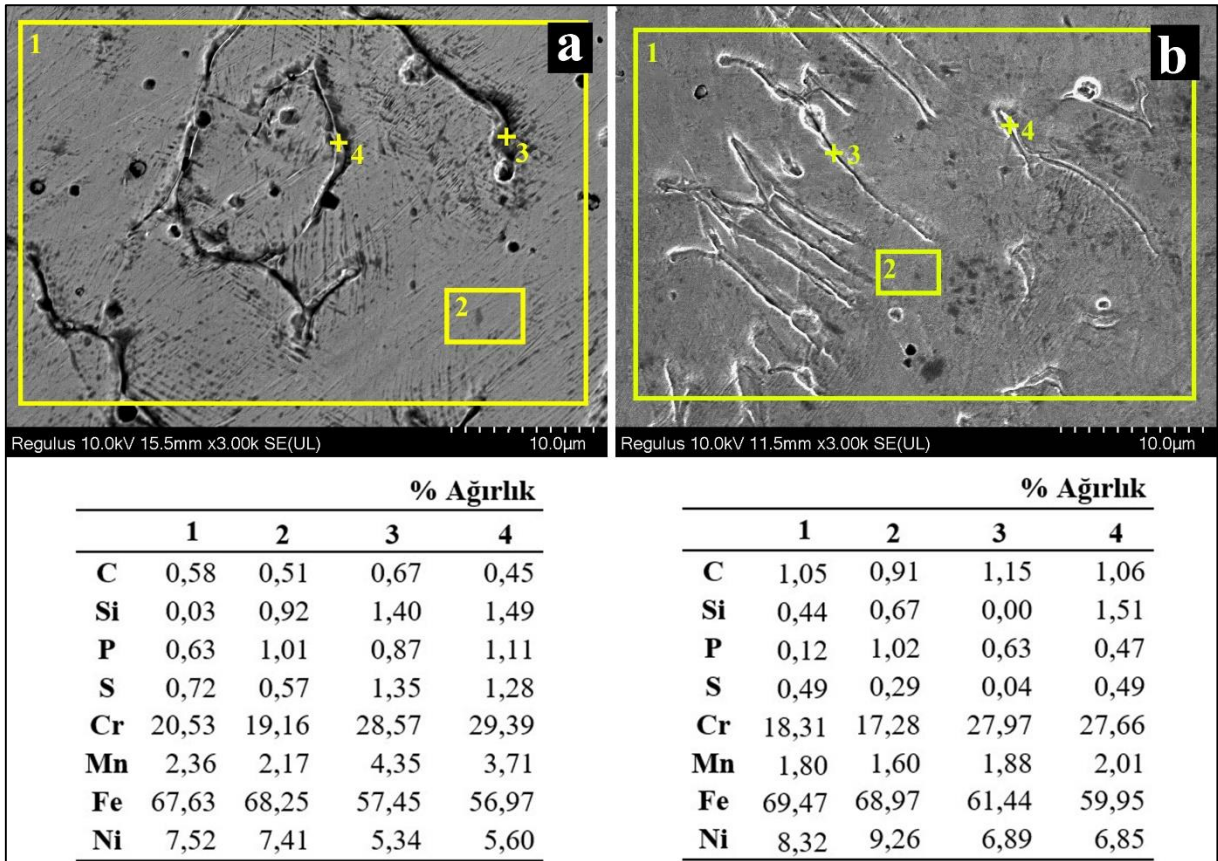 a
1
2
3
4
Regulus 10.0kV 15.5mm x3.00k SE(UL) 10.0µm
b
1
2
3
4
Regulus 10.0kV 11.5mm x3.00k SE(UL) 10.0µm
% Ağırlık
1 2 3 4
C 0,58 0,51 0,67 0,45
Si 0,03 0,92 1,40 1,49
P 0,63 1,01 0,87 1,11
S 0,72 0,57 1,35 1,28
Cr 20,53 19,16 28,57 29,39
Mn 2,36 2,17 4,35 3,71
Fe 67,63 68,25 57,45 56,97
Ni 7,52 7,41 5,34 5,60
% Ağırlık
1 2 3 4
C 1,05 0,91 1,15 1,06
Si 0,44 0,67 0,00 1,51
P 0,12 1,02 0,63 0,47
S 0,49 0,29 0,04 0,49
Cr 18,31 17,28 27,97 27,66
Mn 1,80 1,60 1,88 2,01
Fe 69,47 68,97 61,44 59,95
Ni 8,32 9,26 6,89 6,85